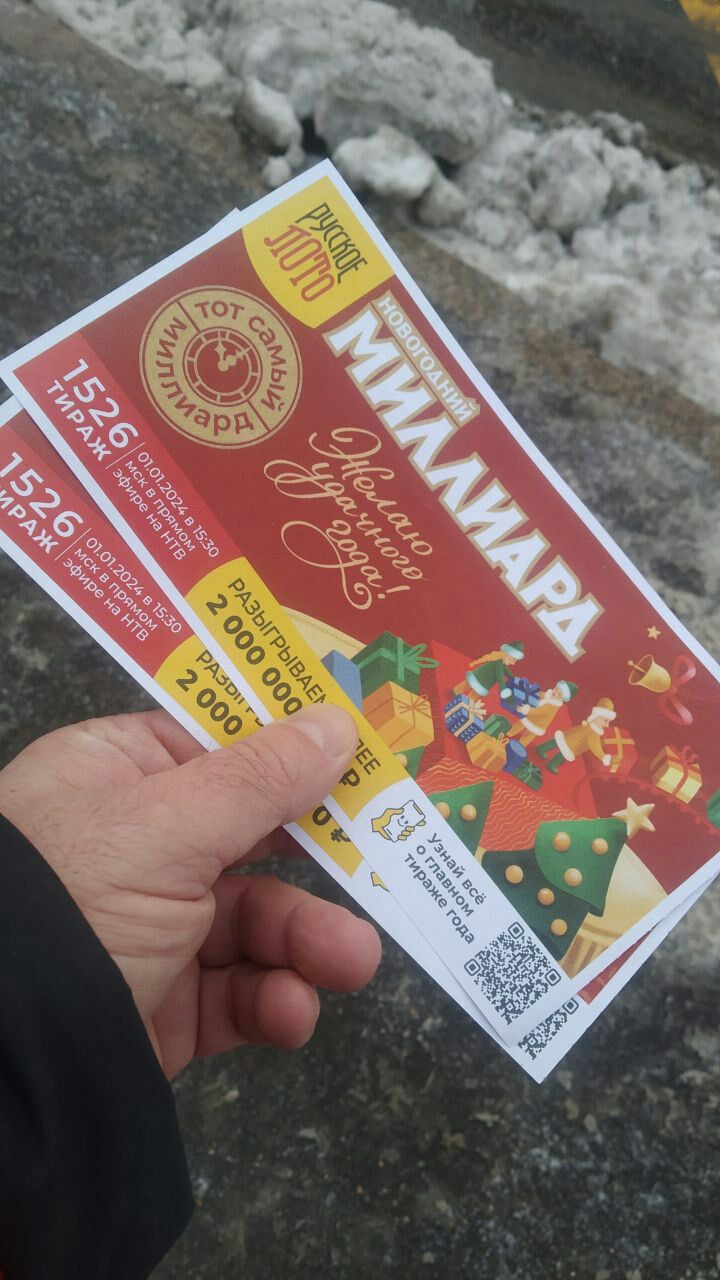 РУССКОЕ
ЛОТО
ТОТ САМЫЙ
МИЛЛИАРД
НОВОГОДНИЙ
МИЛЛИАРД
Желаю
удачного
года!
1526
ТИРАЖ
01.01.2024 в 15:30
МСК в прямом
эфире на НТВ
РАЗЫГРЫВАЕМ
2 000 000
₽
Узнай всё
о главном
тираже года
1526
01.01.2024 в 15:30
МСК в прямом
эфире на НТВ
2 000
0 ₽